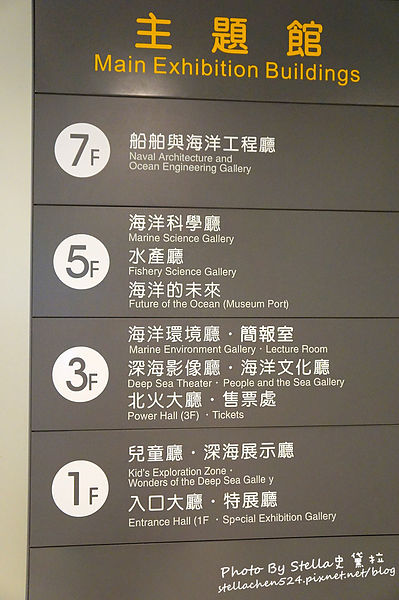 主題館
Main Exhibition Buildings
7F
船舶與海洋工程廳
Naval Architecture and
Ocean Engineering Gallery
5F
海洋科學廳
Marine Science Gallery
水產廳
Fishery Science Gallery
海洋的未來
Future of the Ocean (Museum Port)
3F
海洋環境廳・簡報室
Marine Environment Gallery・Lecture Room
深海影像廳・海洋文化廳
Deep Sea Theater・People and the Sea Gallery
北火大廳・售票處
Power Hall (3F)・Tickets
1F
兒童廳・深海展示廳
Kid's Exploration Zone・
Wonders of the Deep Sea Galle y
入口大廳・特展廳
Entrance Hall (1F ・Special Exhibition Gallery
Photo By Stella史黛拉
stellachen524.pixnet.net/blog